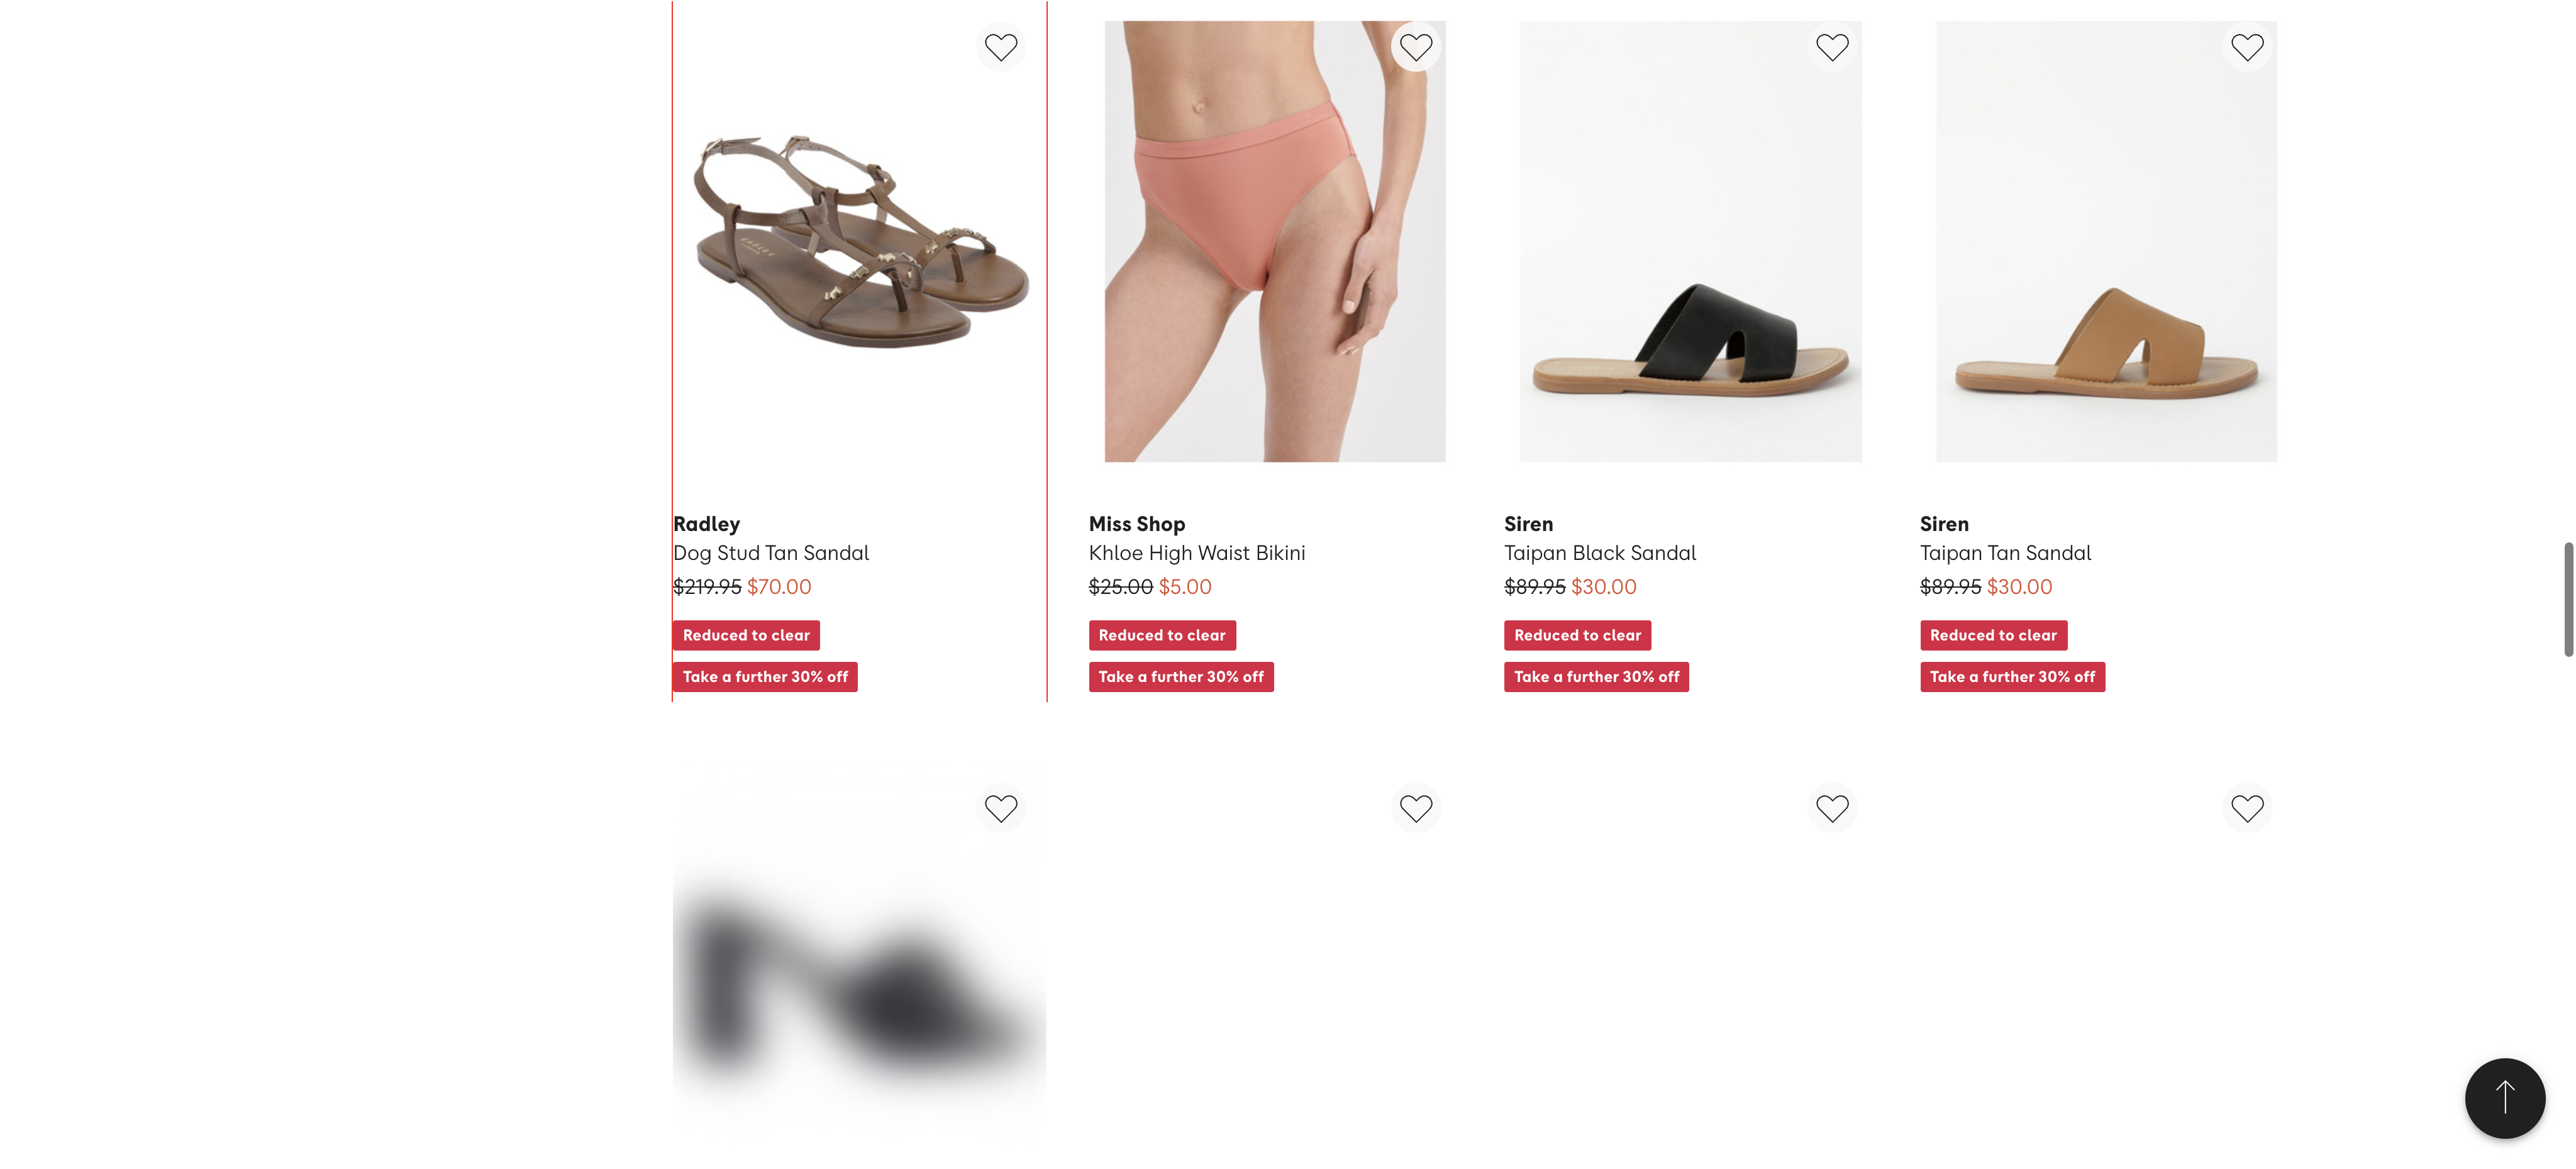 Radley
Dog Stud Tan Sandal
$219.95 $70.00
Reduced to clear
Take a further 30% off
Miss Shop
Khloe High Waist Bikini
$25.00 $5.00
Reduced to clear
Take a further 30% off
Siren
Taipan Black Sandal
$89.95 $30.00
Reduced to clear
Take a further 30% off
Siren
Taipan Tan Sandal
$89.95 $30.00
Reduced to clear
Take a further 30% off